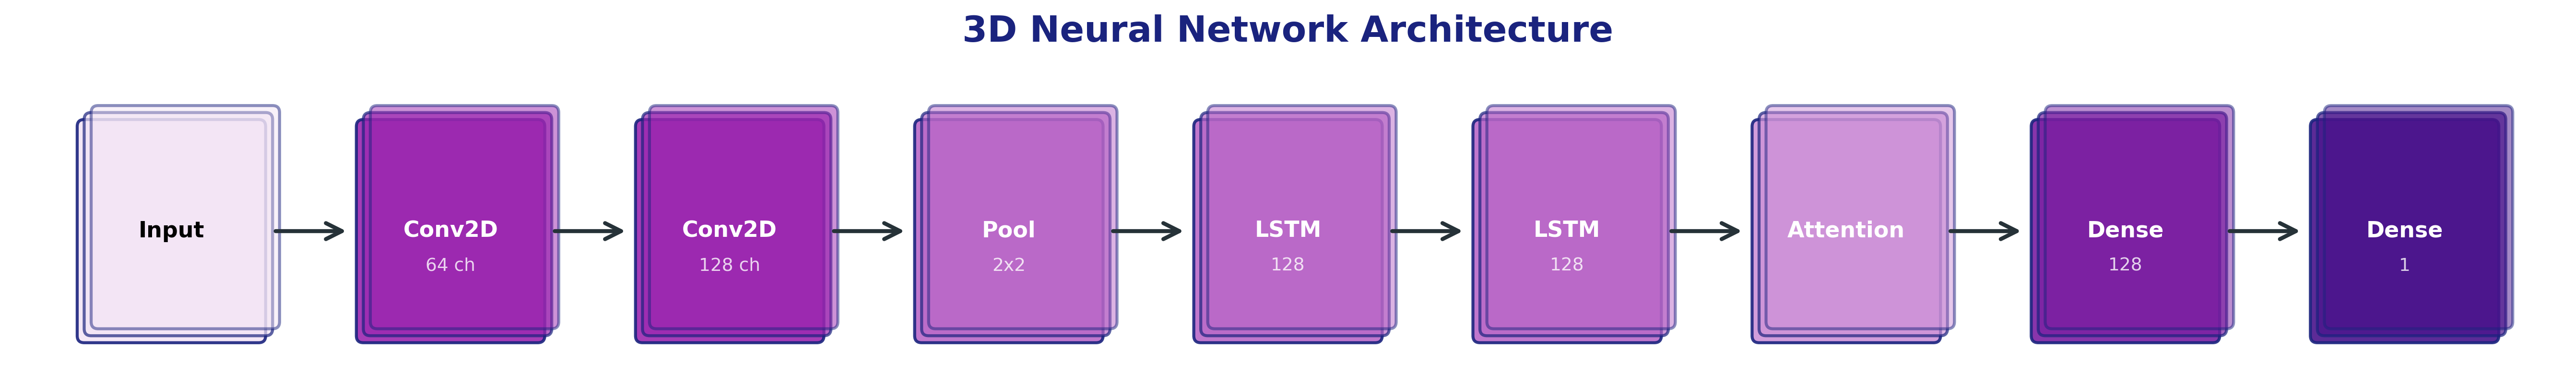 3D Neural Network Architecture
Input
Conv2D
64 ch
Conv2D
128 ch
Pool
2x2
LSTM
128
LSTM
128
Attention
Dense
128
Dense
1